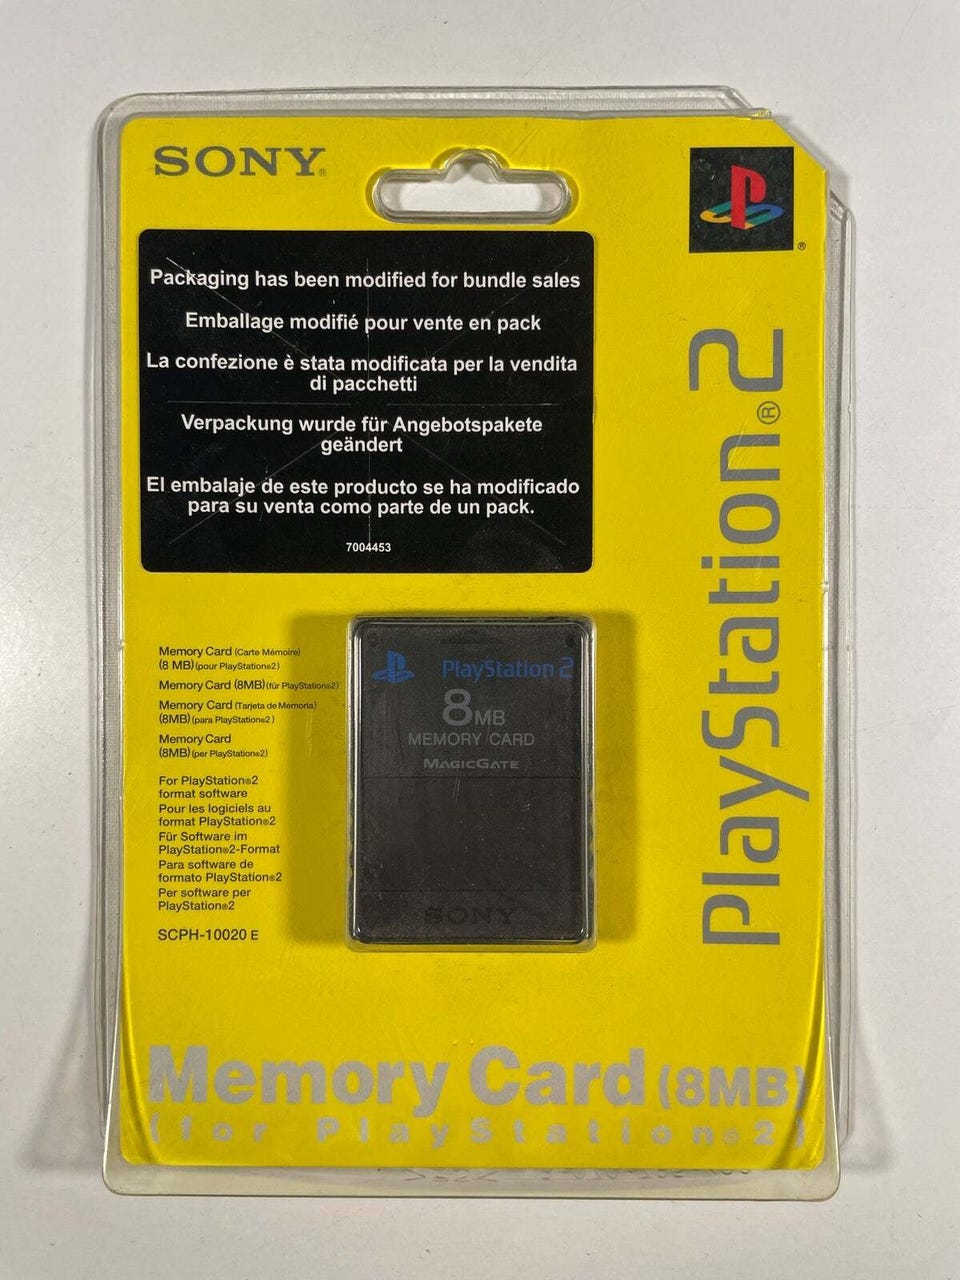 SONY®
®
Packaging has been modified for bundle sales
Emballage modifié pour vente en pack
La confezione è stata modificata per la vendita
di pacchetti
Verpackung wurde für Angebotspakete
geändert
El embalaje de este producto se ha modificado
para su venta como parte de un pack.
7004453
PlayStation®2
Memory Card (Carte Mémoire)
(8 MB) (pour PlayStation®2)
Memory Card (8MB) (für PlayStation®2)
Memory Card (Tarjeta de Memoria)
(8MB) (para PlayStation®2)
Memory Card
(8MB) (per PlayStation®2)
For PlayStation®2
format software
Pour les logiciels au
format PlayStation®2
Für Software im
PlayStation®2-Format
Para software de
formato PlayStation®2
Per software per
PlayStation®2
SCPH-10020 E
PlayStation 2
8MB
MEMORY CARD
MAGICGATE
SONY
Memory Card (8MB)
(for PlayStation®2)